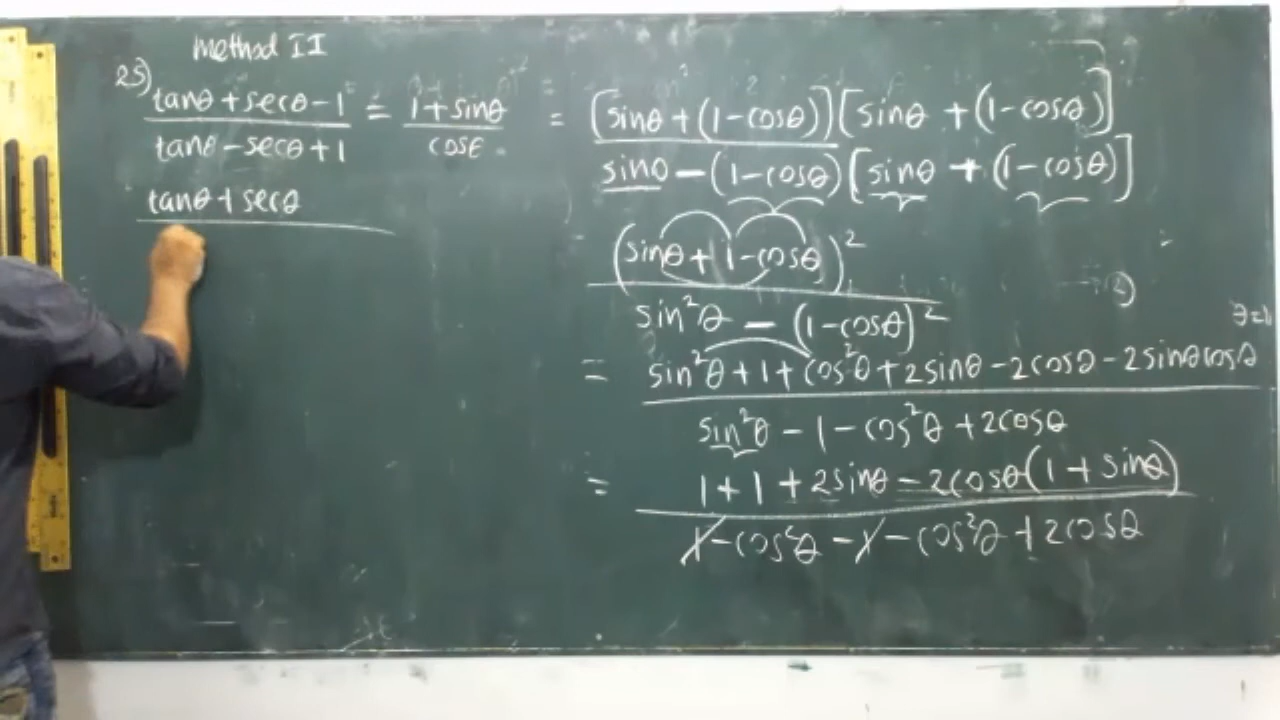 Method II
25) (tanθ + secθ - 1)/(tanθ - secθ + 1) = (1 + sinθ)/cosθ
tanθ + secθ
= [sinθ + (1 - cosθ)][sinθ + (1 - cosθ)]
sinθ - (1 - cosθ)[sinθ + (1 - cosθ)]
(sinθ + 1 - cosθ)²
sin²θ - (1 - cosθ)²
= sin²θ + 1 + cos²θ + 2sinθ - 2cosθ - 2sinθcosθ
sin²θ - 1 - cos²θ + 2cosθ
= 1 + 1 + 2sinθ - 2cosθ(1 + sinθ)
1 - cos²θ - 1 - cos²θ + 2cosθ